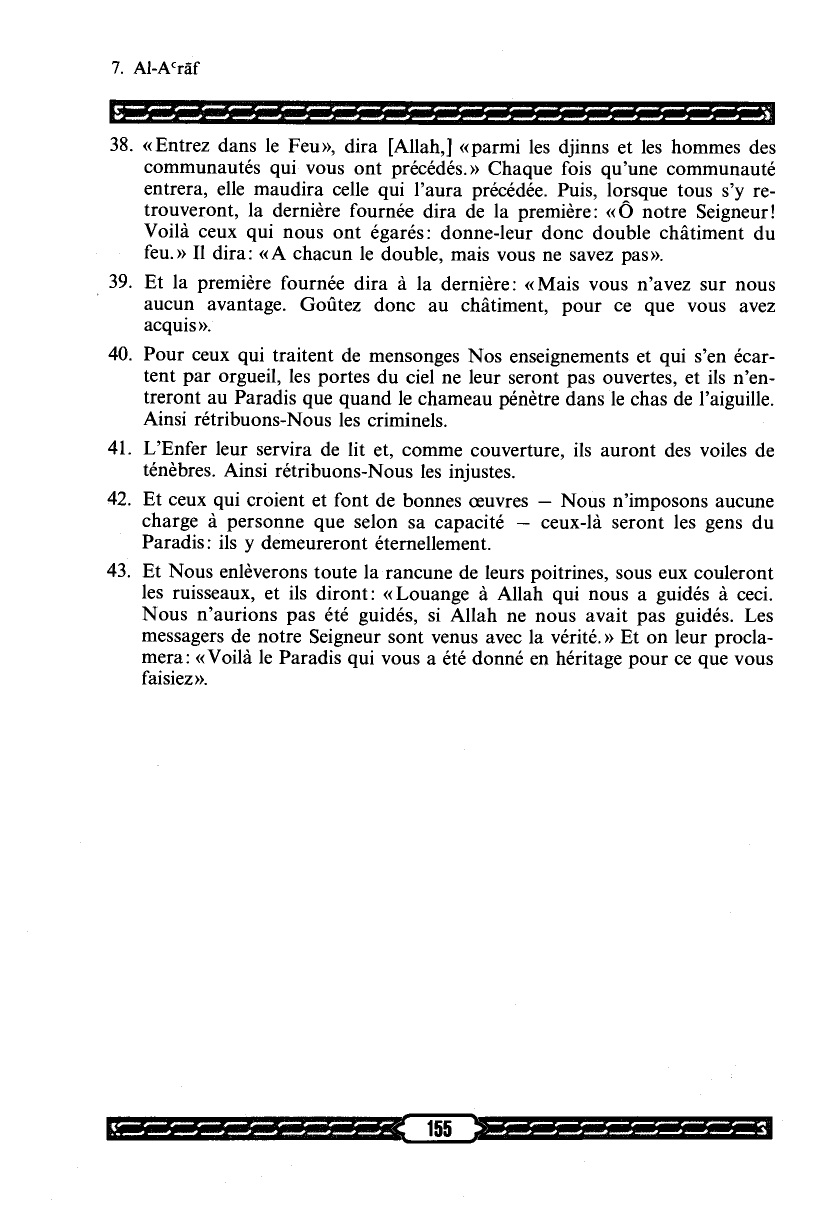 7. Al-Aʿrāf
38. «Entrez dans le Feu», dira [Allah,] «parmi les djinns et les hommes des
communautés qui vous ont précédés.» Chaque fois qu'une communauté
entrera, elle maudira celle qui l'aura précédée. Puis, lorsque tous s'y re-
trouveront, la dernière fournée dira de la première: «Ô notre Seigneur!
Voilà ceux qui nous ont égarés: donne-leur donc double châtiment du
feu.» Il dira: «A chacun le double, mais vous ne savez pas».
39. Et la première fournée dira à la dernière: «Mais vous n'avez sur nous
aucun avantage. Goûtez donc au châtiment, pour ce que vous avez
acquis».
40. Pour ceux qui traitent de mensonges Nos enseignements et qui s'en écar-
tent par orgueil, les portes du ciel ne leur seront pas ouvertes, et ils n'en-
treront au Paradis que quand le chameau pénètre dans le chas de l'aiguille.
Ainsi rétribuons-Nous les criminels.
41. L'Enfer leur servira de lit et, comme couverture, ils auront des voiles de
ténèbres. Ainsi rétribuons-Nous les injustes.
42. Et ceux qui croient et font de bonnes œuvres — Nous n'imposons aucune
charge à personne que selon sa capacité — ceux-là seront les gens du
Paradis: ils y demeureront éternellement.
43. Et Nous enlèverons toute la rancune de leurs poitrines, sous eux couleront
les ruisseaux, et ils diront: «Louange à Allah qui nous a guidés à ceci.
Nous n'aurions pas été guidés, si Allah ne nous avait pas guidés. Les
messagers de notre Seigneur sont venus avec la vérité.» Et on leur procla-
mera: «Voilà le Paradis qui vous a été donné en héritage pour ce que vous
faisiez».
155